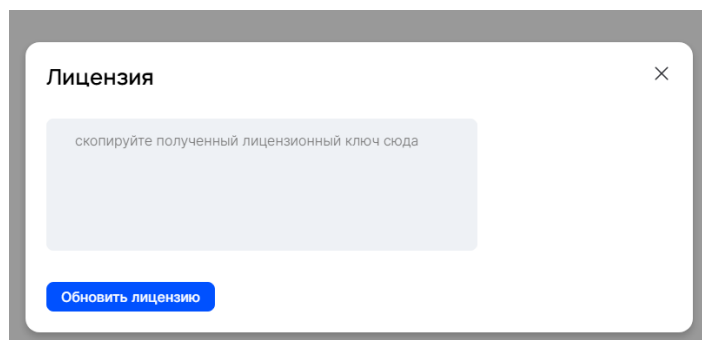 Лицензия
скопируйте полученный лицензионный ключ сюда
Обновить лицензию